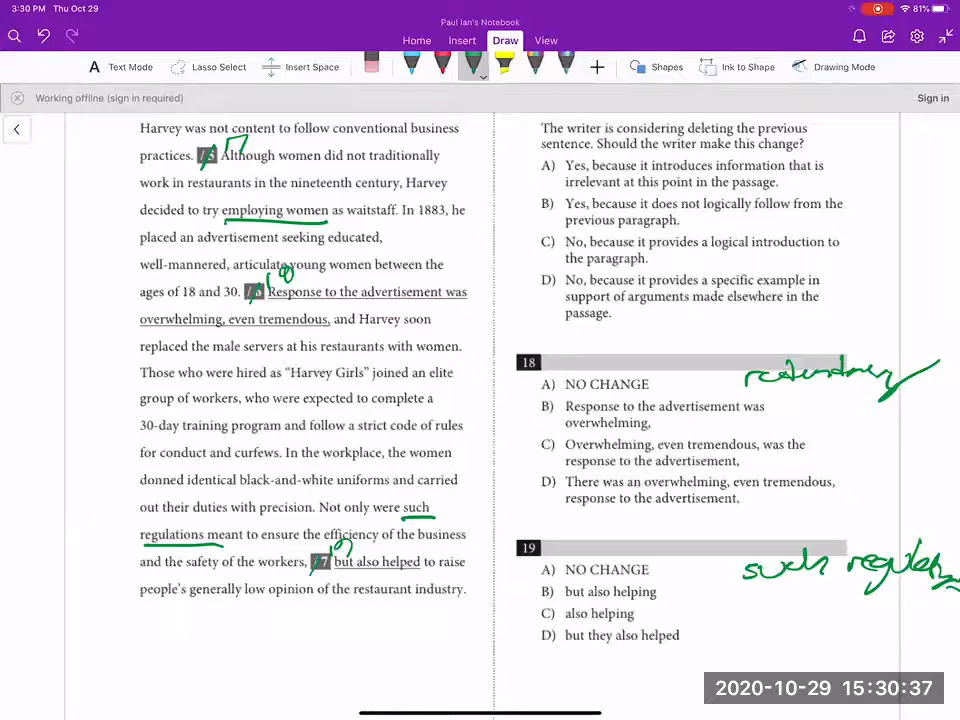 3:30 PM Thu Oct 29
81%
Paul Ian's Notebook
Home Insert Draw View
Text Mode Lasso Select Insert Space Shapes Ink to Shape Drawing Mode
Working offline (sign in required) Sign in
Harvey was not content to follow conventional business
practices. 17 Although women did not traditionally
work in restaurants in the nineteenth century, Harvey
decided to try employing women as waitstaff. In 1883, he
placed an advertisement seeking educated,
well-mannered, articulate young women between the
ages of 18 and 30. 18 Response to the advertisement was
overwhelming, even tremendous, and Harvey soon
replaced the male servers at his restaurants with women.
Those who were hired as “Harvey Girls” joined an elite
group of workers, who were expected to complete a
30-day training program and follow a strict code of rules
for conduct and curfews. In the workplace, the women
donned identical black-and-white uniforms and carried
out their duties with precision. Not only were such
regulations meant to ensure the efficiency of the business
and the safety of the workers, 19 but also helped to raise
people’s generally low opinion of the restaurant industry.
The writer is considering deleting the previous
sentence. Should the writer make this change?
A) Yes, because it introduces information that is
irrelevant at this point in the passage.
B) Yes, because it does not logically follow from the
previous paragraph.
C) No, because it provides a logical introduction to
the paragraph.
D) No, because it provides a specific example in
support of arguments made elsewhere in the
passage.
18
A) NO CHANGE
B) Response to the advertisement was
overwhelming,
C) Overwhelming, even tremendous, was the
response to the advertisement,
D) There was an overwhelming, even tremendous,
response to the advertisement,
19
such
A) NO CHANGE
B) but also helping
C) also helping
D) but they also helped
2020-10-29 15:30:37